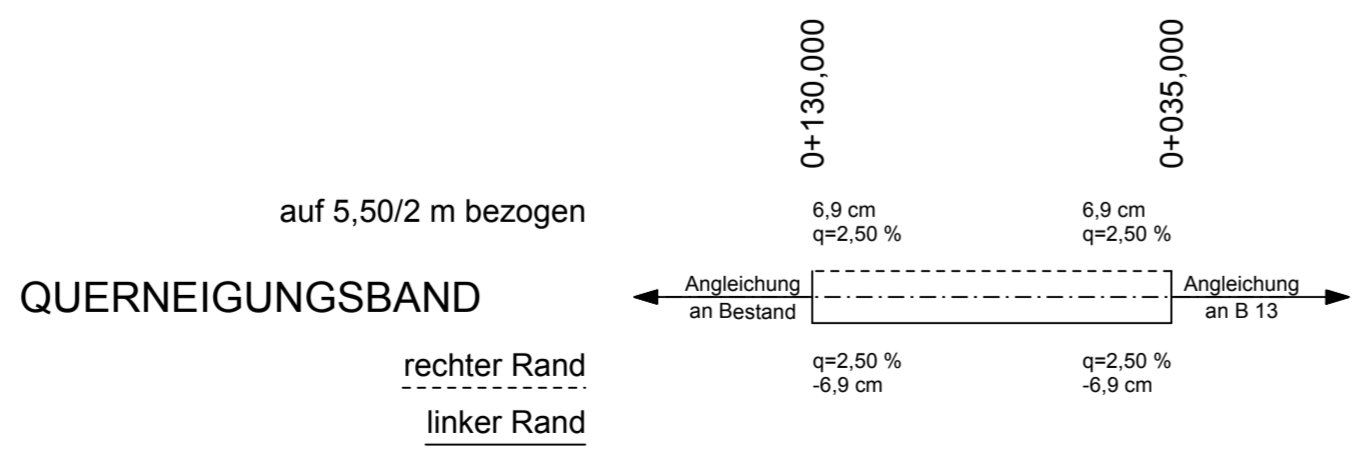 0+130,000
0+035,000
auf 5,50/2 m bezogen
6,9 cm
q=2,50 %
6,9 cm
q=2,50 %
QUERNEIGUNGSBAND
Angleichung
an Bestand
Angleichung
an B 13
rechter Rand
linker Rand
q=2,50 %
-6,9 cm
q=2,50 %
-6,9 cm